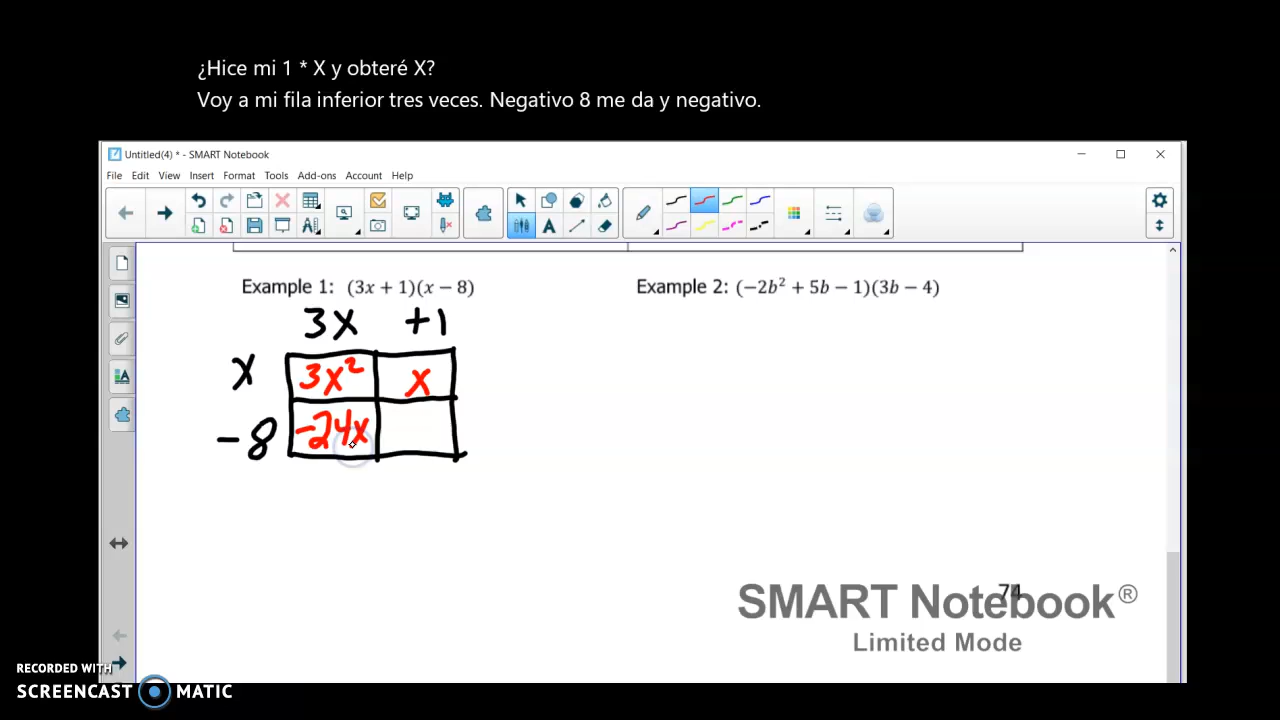 ¿Hice mi 1 * X y obteré X?
Voy a mi fila inferior tres veces. Negativo 8 me da y negativo.
Untitled(4) * - SMART Notebook
File Edit View Insert Format Tools Add-ons Account Help
Example 1: (3x + 1)(x − 8)
Example 2: (−2b² + 5b − 1)(3b − 4)
3x +1
x 3x² x
-8 -24x
74
SMART Notebook®
Limited Mode
RECORDED WITH
SCREENCAST MATIC